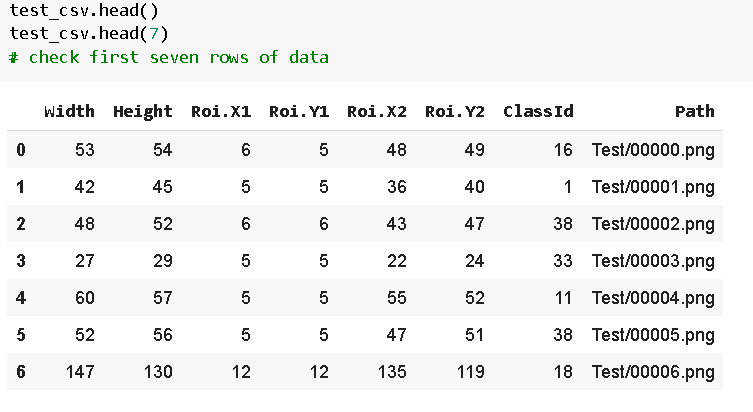 test_csv.head()
test_csv.head(7)
# check first seven rows of data
Width Height Roi.X1 Roi.Y1 Roi.X2 Roi.Y2 ClassId Path
0 53 54 6 5 48 49 16 Test/00000.png
1 42 45 5 5 36 40 1 Test/00001.png
2 48 52 6 6 43 47 38 Test/00002.png
3 27 29 5 5 22 24 33 Test/00003.png
4 60 57 5 5 55 52 11 Test/00004.png
5 52 56 5 5 47 51 38 Test/00005.png
6 147 130 12 12 135 119 18 Test/00006.png